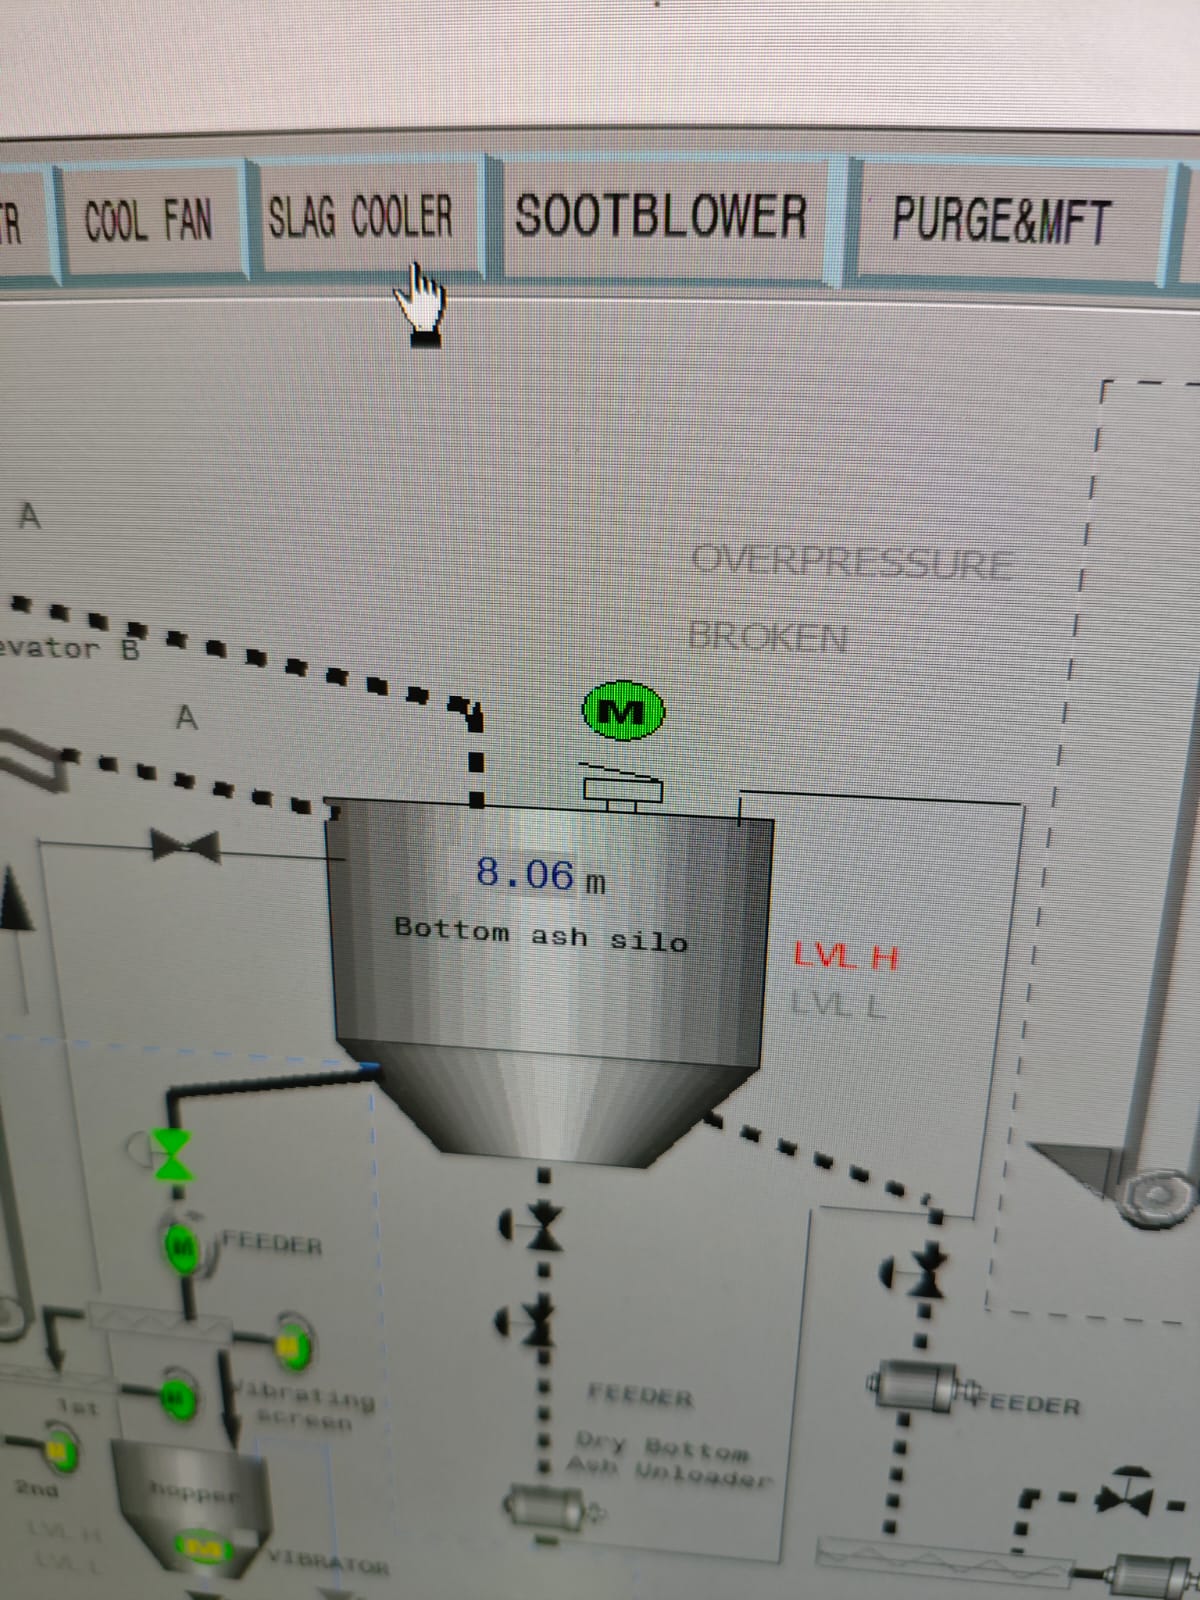 TR
COOL FAN
SLAG COOLER
SOOTBLOWER
PURGE&MFT
A
OVERPRESSURE
BROKEN
evator B
M
A
8.06 m
Bottom ash silo
LVL H
LVL L
M
FEEDER
M
M
Vibrating
screen
1st
FEEDER
FEEDER
M
Dry Bottom
Ash Unloader
2nd
hopper
LVL H
LVL L
M
VIBRATOR